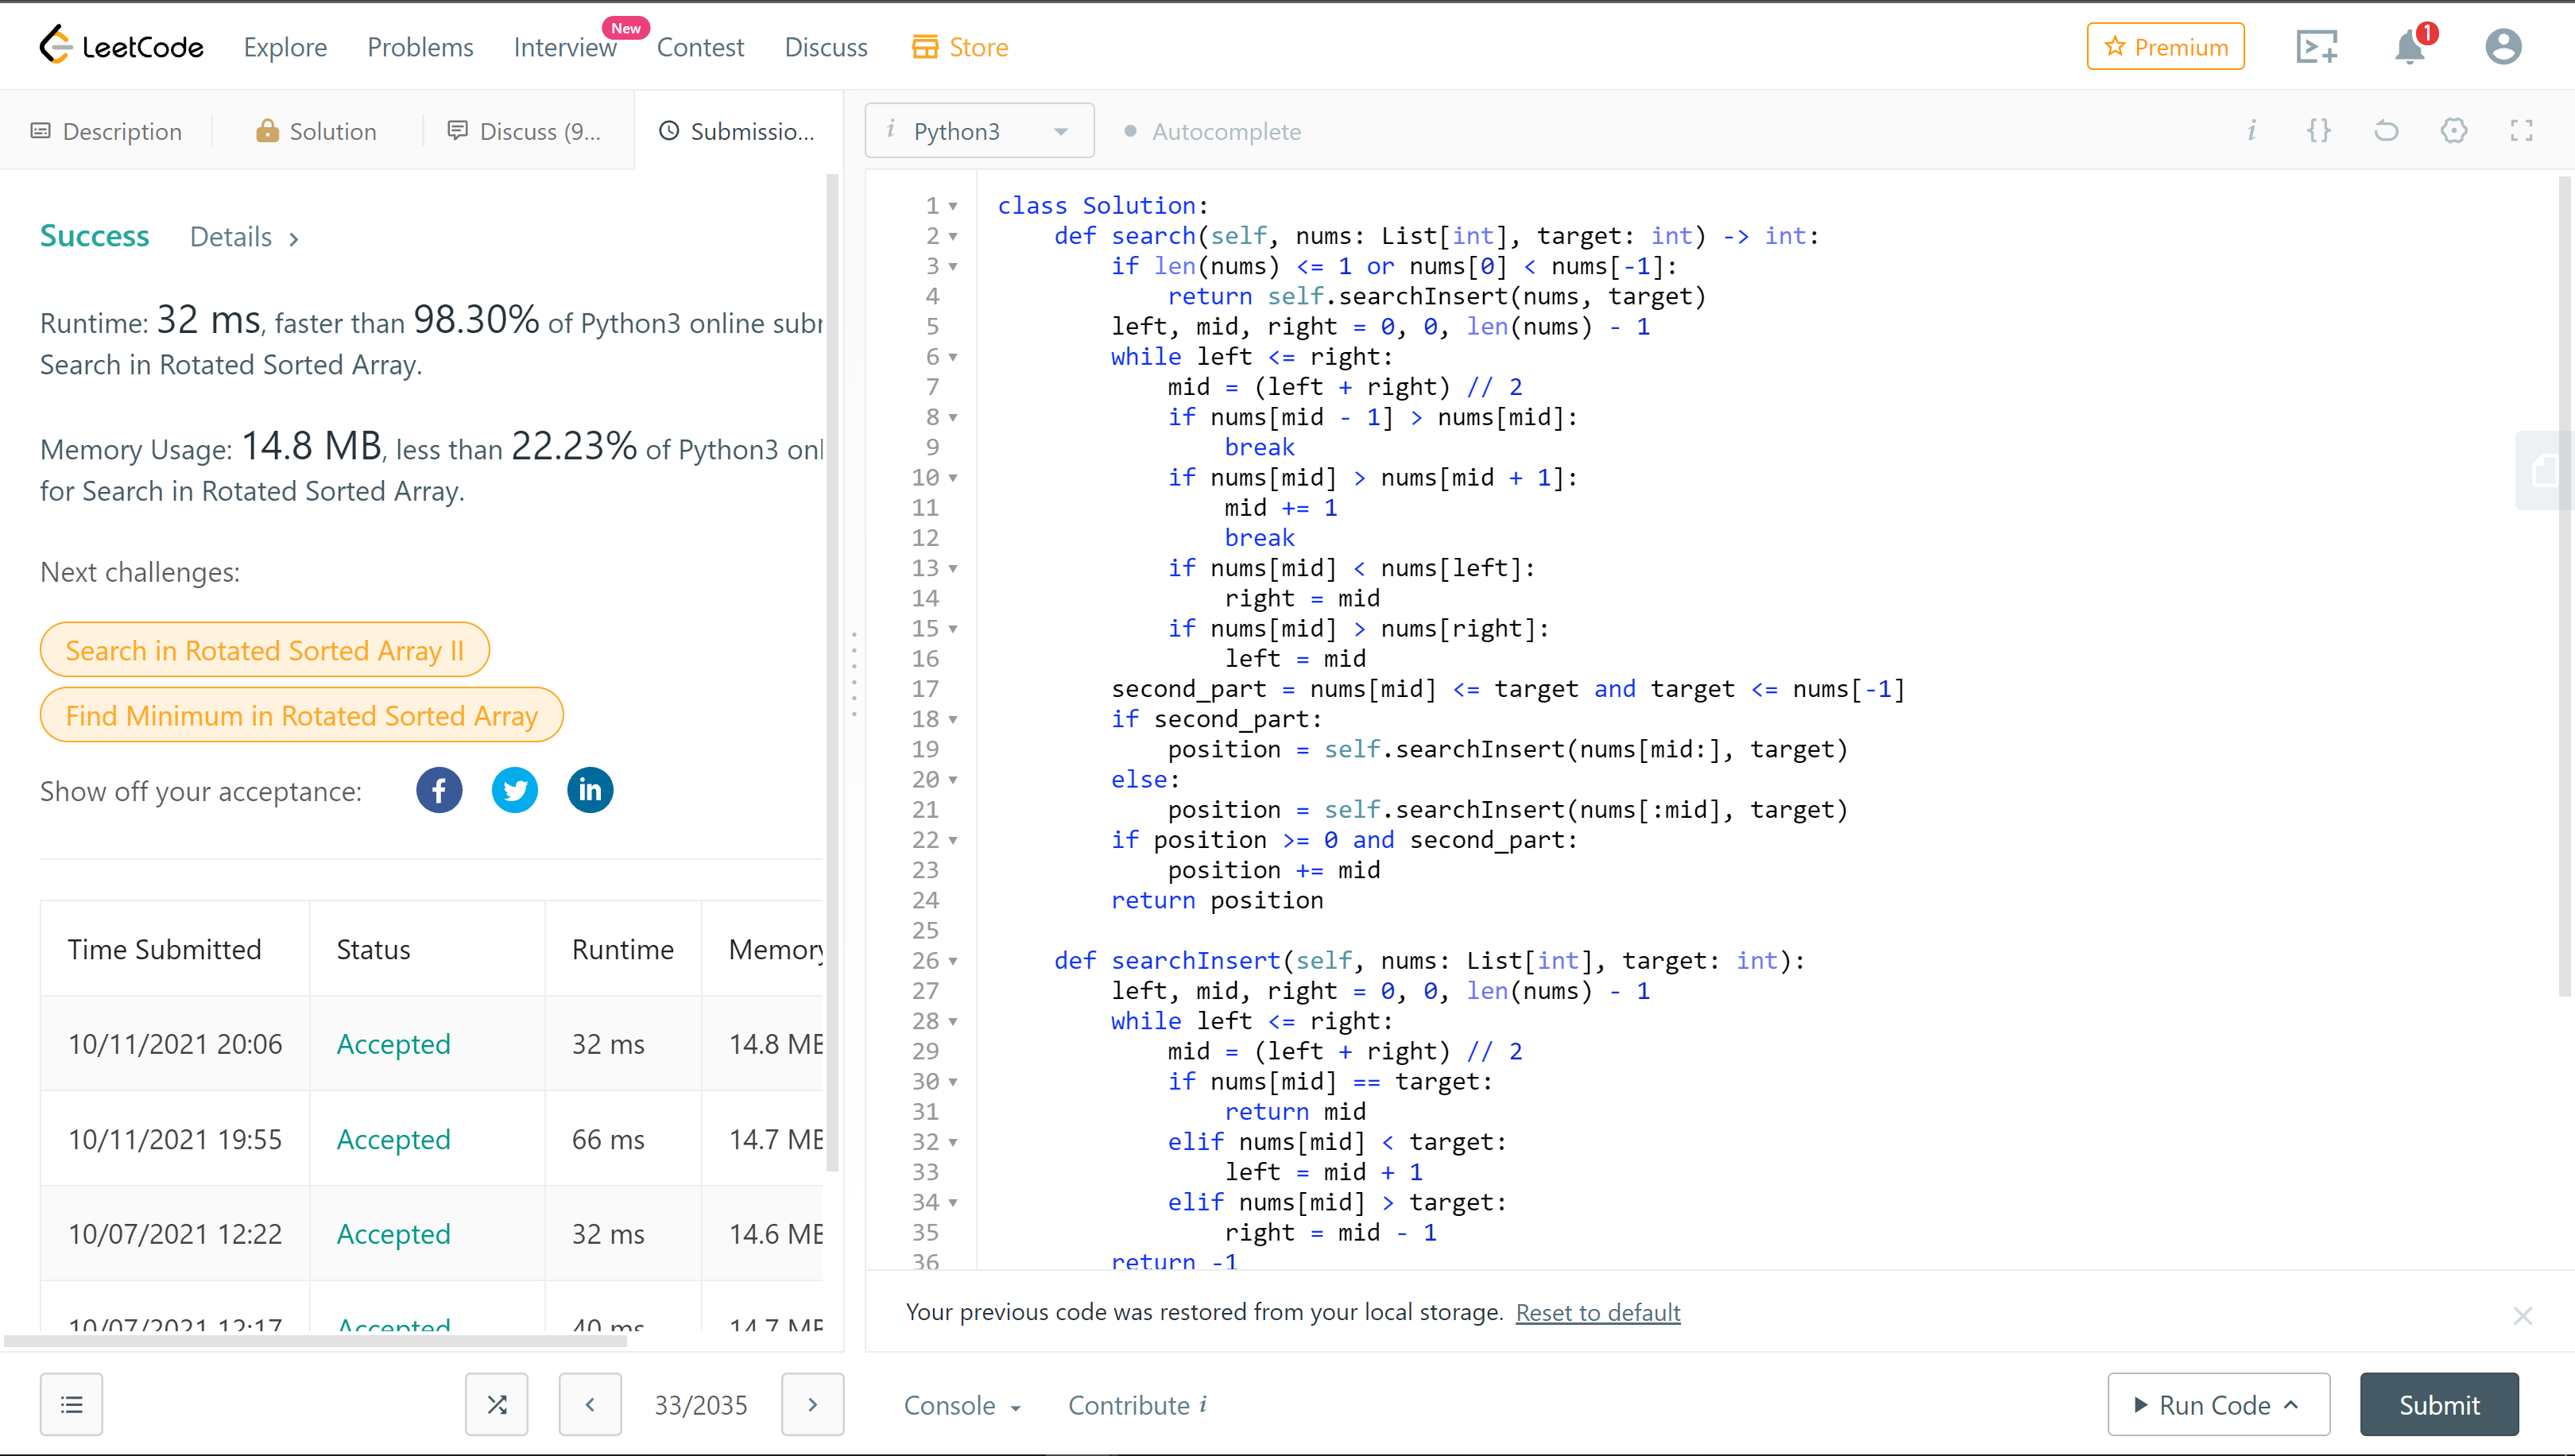 LeetCode
Explore
Problems
Interview
New
Contest
Discuss
Store
Premium
1
Description
Solution
Discuss (9...
Submissio...
Success
Details
Runtime: 32 ms, faster than 98.30% of Python3 online
Search in Rotated Sorted Array.
Memory Usage: 14.8 MB, less than 22.23% of Python3
for Search in Rotated Sorted Array.
Next challenges:
Search in Rotated Sorted Array II
Find Minimum in Rotated Sorted Array
Show off your acceptance:
Time Submitted Status Runtime Memory
10/11/2021 20:06 Accepted 32 ms 14.8 MB
10/11/2021 19:55 Accepted 66 ms 14.7 MB
10/07/2021 12:22 Accepted 32 ms 14.6 MB
10/07/2021 12:17 Accepted 40 ms 14.7 MB
33/2035
i Python3
Autocomplete
i {}
1 class Solution:
2 def search(self, nums: List[int], target: int) -> int:
3 if len(nums) <= 1 or nums[0] < nums[-1]:
4 return self.searchInsert(nums, target)
5 left, mid, right = 0, 0, len(nums) - 1
6 while left <= right:
7 mid = (left + right) // 2
8 if nums[mid - 1] > nums[mid]:
9 break
10 if nums[mid] > nums[mid + 1]:
11 mid += 1
12 break
13 if nums[mid] < nums[left]:
14 right = mid
15 if nums[mid] > nums[right]:
16 left = mid
17 second_part = nums[mid] <= target and target <= nums[-1]
18 if second_part:
19 position = self.searchInsert(nums[mid:], target)
20 else:
21 position = self.searchInsert(nums[:mid], target)
22 if position >= 0 and second_part:
23 position += mid
24 return position
25
26 def searchInsert(self, nums: List[int], target: int):
27 left, mid, right = 0, 0, len(nums) - 1
28 while left <= right:
29 mid = (left + right) // 2
30 if nums[mid] == target:
31 return mid
32 elif nums[mid] < target:
33 left = mid + 1
34 elif nums[mid] > target:
35 right = mid - 1
36 return -1
Your previous code was restored from your local storage. Reset to default
Console
Contribute i
Run Code
Submit